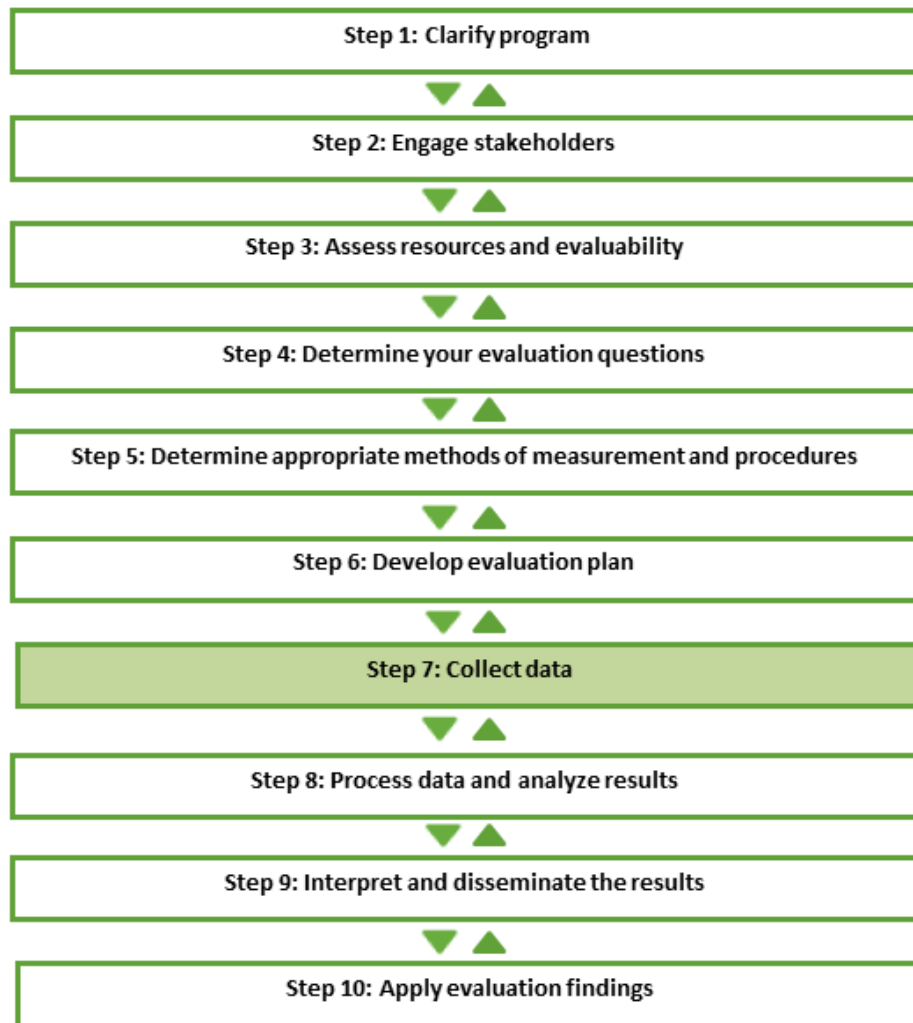 Step 1: Clarify program
Step 2: Engage stakeholders
Step 3: Assess resources and evaluability
Step 4: Determine your evaluation questions
Step 5: Determine appropriate methods of measurement and procedures
Step 6: Develop evaluation plan
Step 7: Collect data
Step 8: Process data and analyze results
Step 9: Interpret and disseminate the results
Step 10: Apply evaluation findings